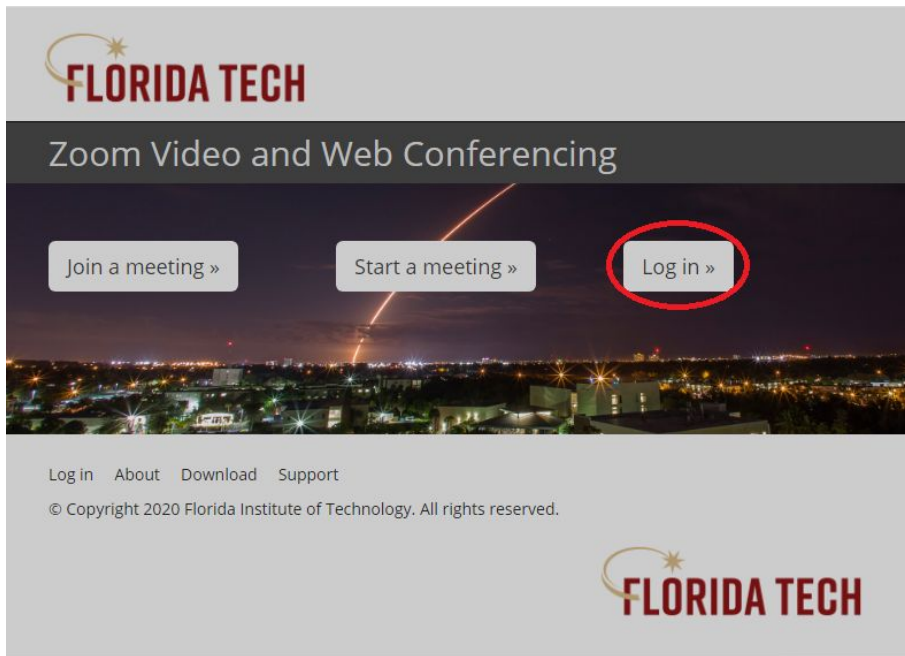 FLORIDA TECH
Zoom Video and Web Conferencing
Join a meeting » Start a meeting » Log in »
Log in About Download Support
© Copyright 2020 Florida Institute of Technology. All rights reserved.
FLORIDA TECH